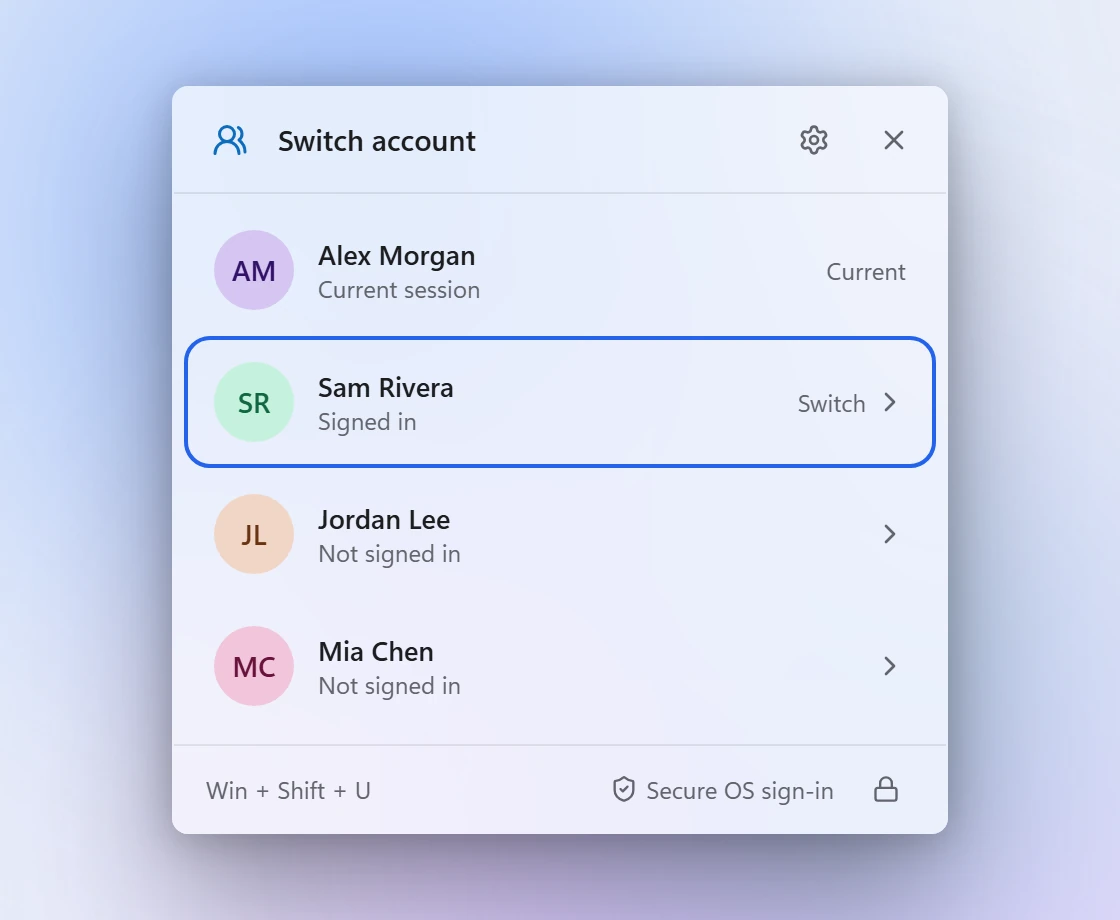 Switch account
AM
Alex Morgan
Current session
Current
SR
Sam Rivera
Signed in
Switch
JL
Jordan Lee
Not signed in
MC
Mia Chen
Not signed in
Win + Shift + U
Secure OS sign-in